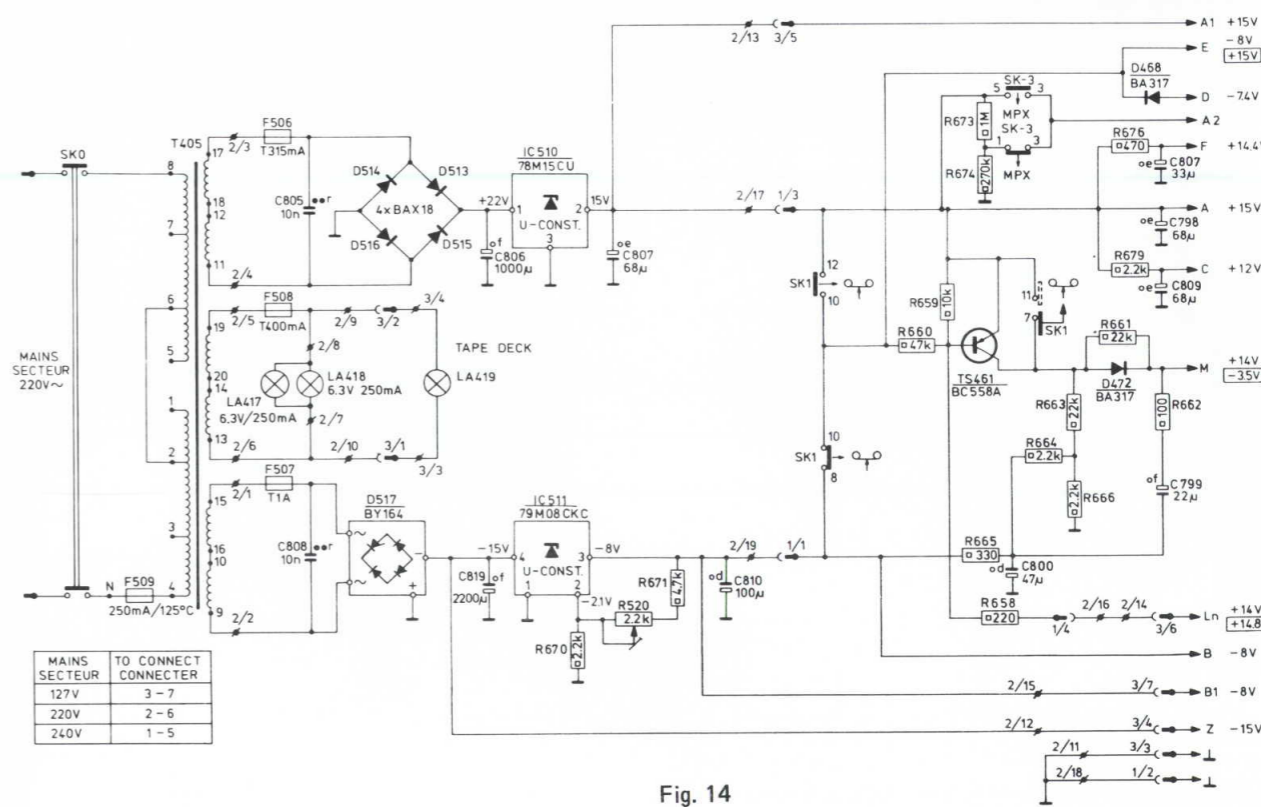 2/13 3/5 A1 +15V
E -8V
+15V
D468
BA317
D -7.4V
SK-3
5 3
MPX
SK-3
1 3
MPX
A2
R673
1M
R674
270k
R676
470
F +14.4V
C807
33µ
A +15V
C798
68µ
R679
2.2k
C +12V
C809
68µ
SK0
T405
F506
T315mA
2/3
17
18
12
11
2/4
C805
10n
D514 D513
4xBAX18
D516 D515
+22V
C806
1000µ
IC510
78M15CU
1 2
U-CONST.
3
15V
C807
68µ
2/17 1/3
12
SK1
10
R659
10k
R660
47k
11
7
SK1
TS461
BC558A
R661
22k
D472
BA317
M +14V
-3.5V
R663
22k
R662
100
R664
2.2k
R666
2.2k
C799
22µ
10
SK1
8
MAINS
SECTEUR
220V~
8
7
6
5
1
2
3
4
F508
T400mA
2/5
19
20
14
13
2/6
2/9 3/2 3/4
2/8
LA417
6.3V/250mA
LA418
6.3V 250mA
2/7
2/10 3/1 3/3
TAPE DECK
LA419
F507
T1A
2/1
15
16
10
9
2/2
C808
10n
D517
BY164
~
~
-
+
-15V
C819
2200µ
IC511
79M08CKC
4 3
U-CONST.
1 2
-8V
-2.1V
R670
2.2k
R520
2.2k
R671
4.7k
C810
100µ
2/19 1/1
R665
330
C800
47µ
R658
220
1/4 2/16 2/14 3/6
Ln +14V
+14.8
B -8V
2/15 3/7 B1 -8V
2/12 3/4 Z -15V
2/11 3/3
2/18 1/2
N F509
250mA/125°C
MAINS SECTEUR TO CONNECT CONNECTER
127V 3-7
220V 2-6
240V 1-5
Fig. 14